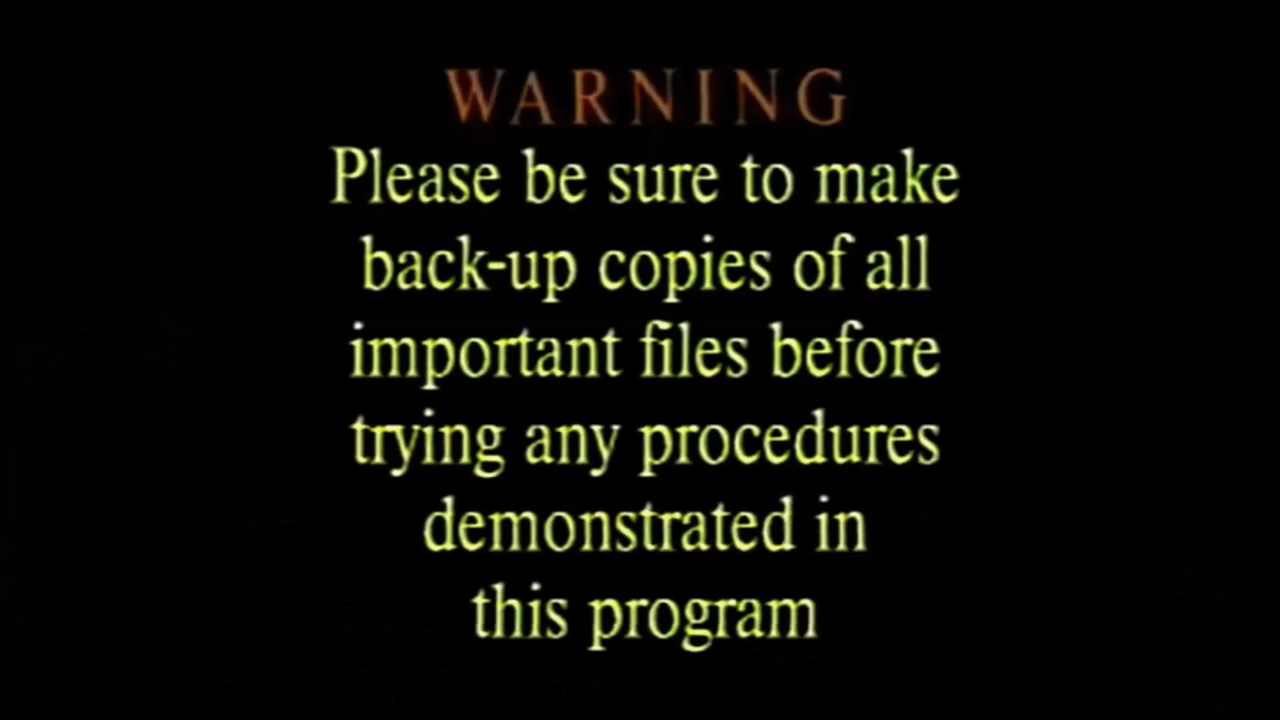 WARNING
Please be sure to make
back-up copies of all
important files before
trying any procedures
demonstrated in
this program